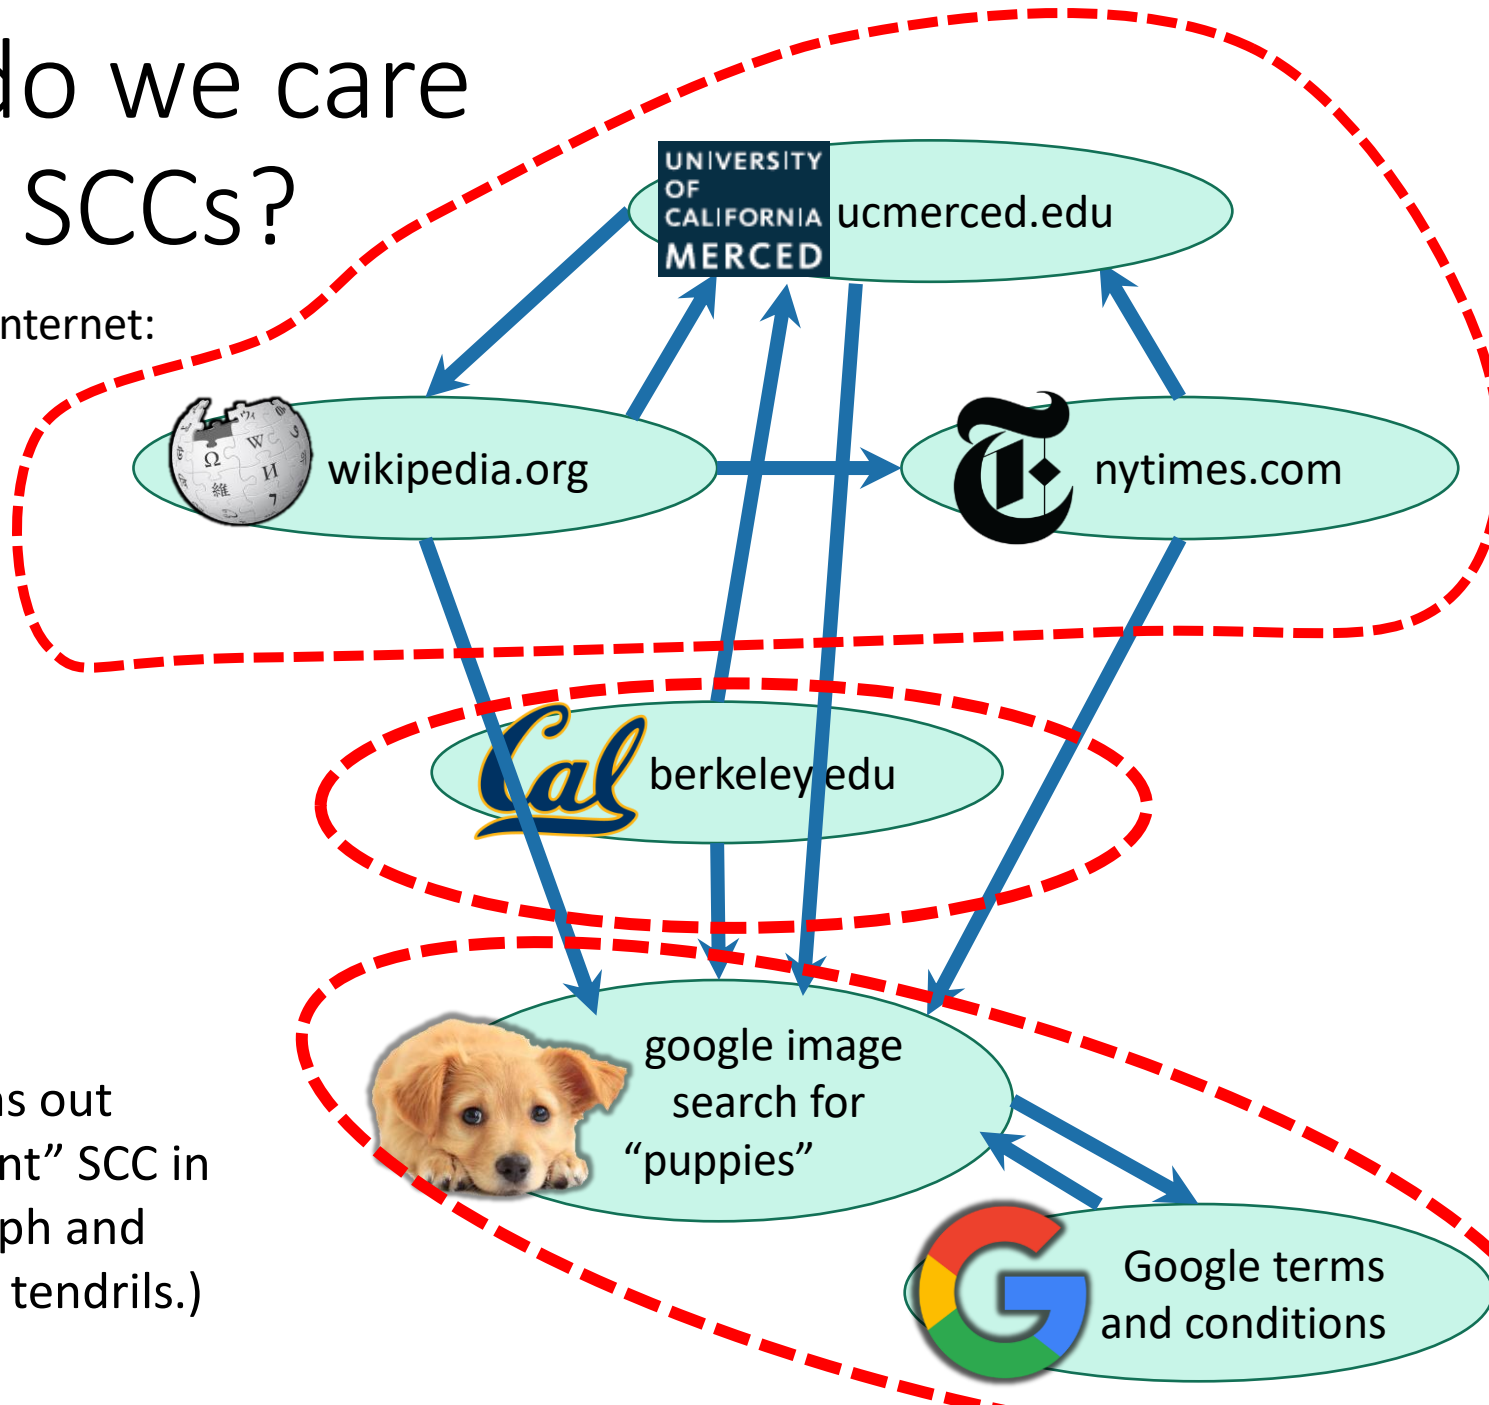 do we care
SCCs?
nternet:
UNIVERSITY
OF
CALIFORNIA
MERCED
ucmerced.edu
wikipedia.org
nytimes.com
Cal
berkeley.edu
google image
search for
“puppies”
ns out
nt” SCC in
ph and
tendrils.)
Google terms
and conditions